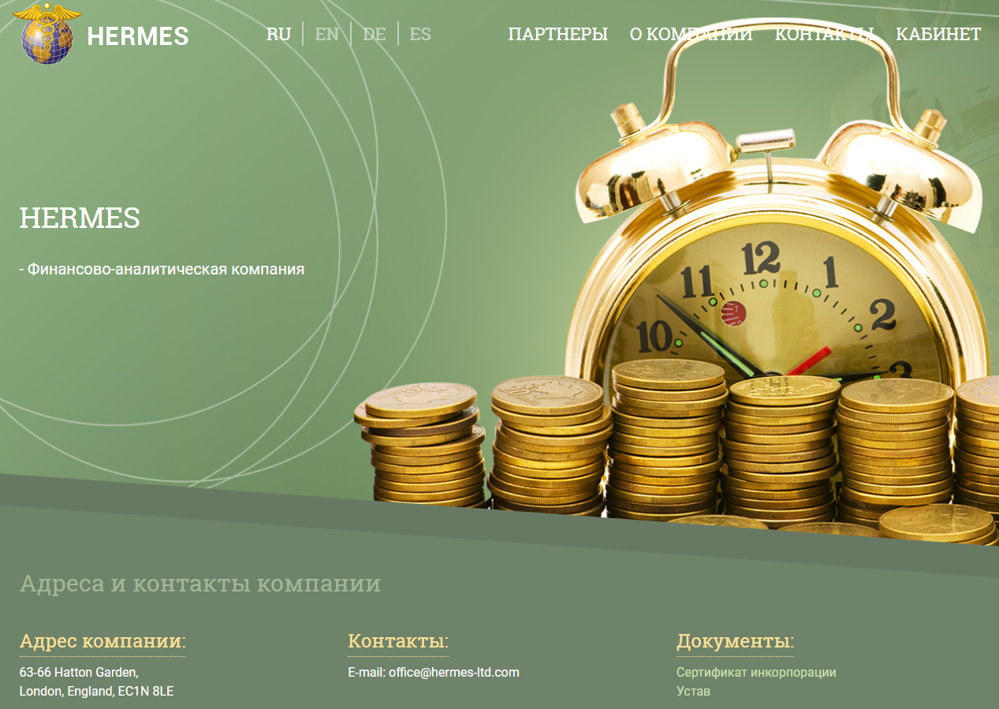 HERMES
RU EN DE ES
ПАРТНЕРЫ О КОМПАНИИ КОНТАКТЫ КАБИНЕТ
HERMES
- Финансово-аналитическая компания
12
11
1
2
10
3
Адреса и контакты компании
Адрес компании:
63-66 Hatton Garden,
London, England, EC1N 8LE
Контакты:
E-mail: office@hermes-ltd.com
Документы:
Сертификат инкорпорации
Устав